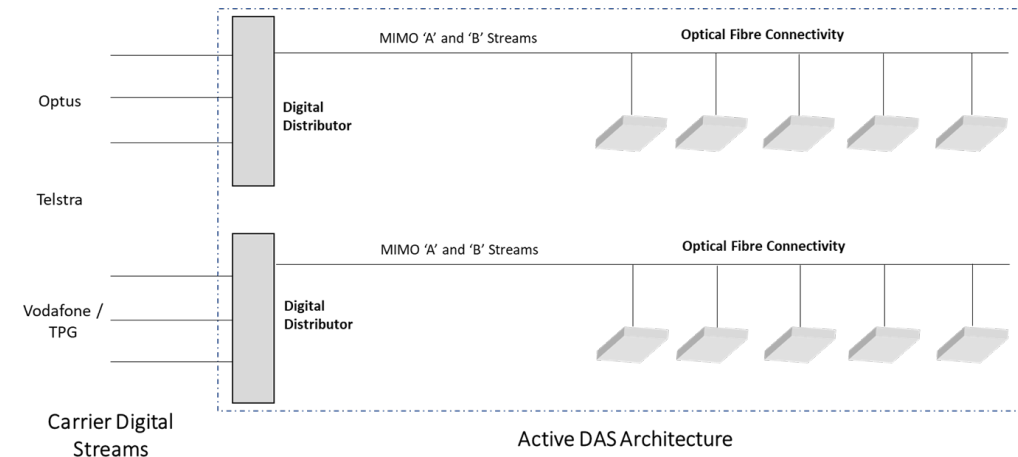 MIMO ‘A’ and ‘B’ Streams
Optical Fibre Connectivity
Optus
Digital
Distributor
Telstra
MIMO ‘A’ and ‘B’ Streams
Optical Fibre Connectivity
Vodafone /
TPG
Digital
Distributor
Carrier Digital
Streams
Active DAS Architecture